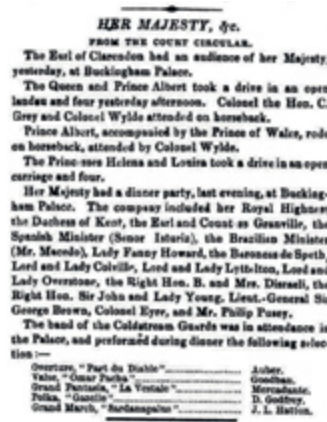 HER MAJESTY, &c.
FROM THE COURT CIRCULAR.
The Earl of Clarendon had an audience of her Majesty,
yesterday, at Buckingham Palace.
The Queen and Prince Albert took a drive in an open
landau and four yesterday afternoon. Colonel the Hon. C.
Grey and Colonel Wylde attended on horseback.
Prince Albert, accompanied by the Prince of Wales, rode
on horseback, attended by Colonel Wylde.
The Princesses Helena and Louisa took a drive in an open
carriage and four.
Her Majesty had a dinner party, last evening, at Bucking-
ham Palace. The company included her Royal Highness
the Duchess of Kent, the Earl and Countess Granville, the
Spanish Minister (Senor Isturiz), the Brazilian Minister
(Mr. Macedo), Lady Fanny Howard, the Baroness de Speth,
Lord and Lady Colville, Lord and Lady Lyttelton, Lord and
Lady Overstone, the Right Hon. B. and Mrs. Disraeli, the
Right Hon. Sir John and Lady Young, Lieut.-General Sir
George Brown, Colonel Eyre, and Mr. Philip Pusey.
The band of the Coldstream Guards was in attendance in
the Palace, and performed during dinner the following selec-
tion :—
Overture, "Part du Diable" Auber.
Valse, "Omar Pacha" Goodban.
Grand Fantasia, "La Vestale" Mercadante.
Polka, "Gazelle" D. Godfrey.
Grand March, "Sardanapalus" J. L. Hatton.